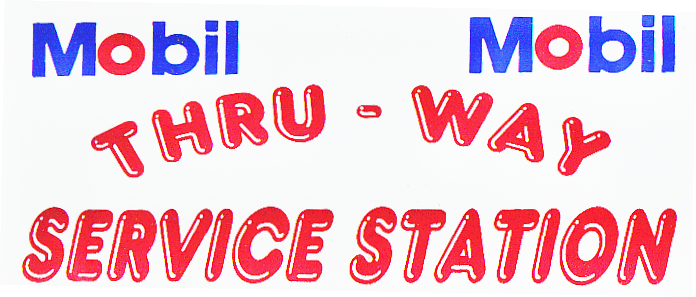 Mobil Mobil
THRU - WAY
SERVICE STATION